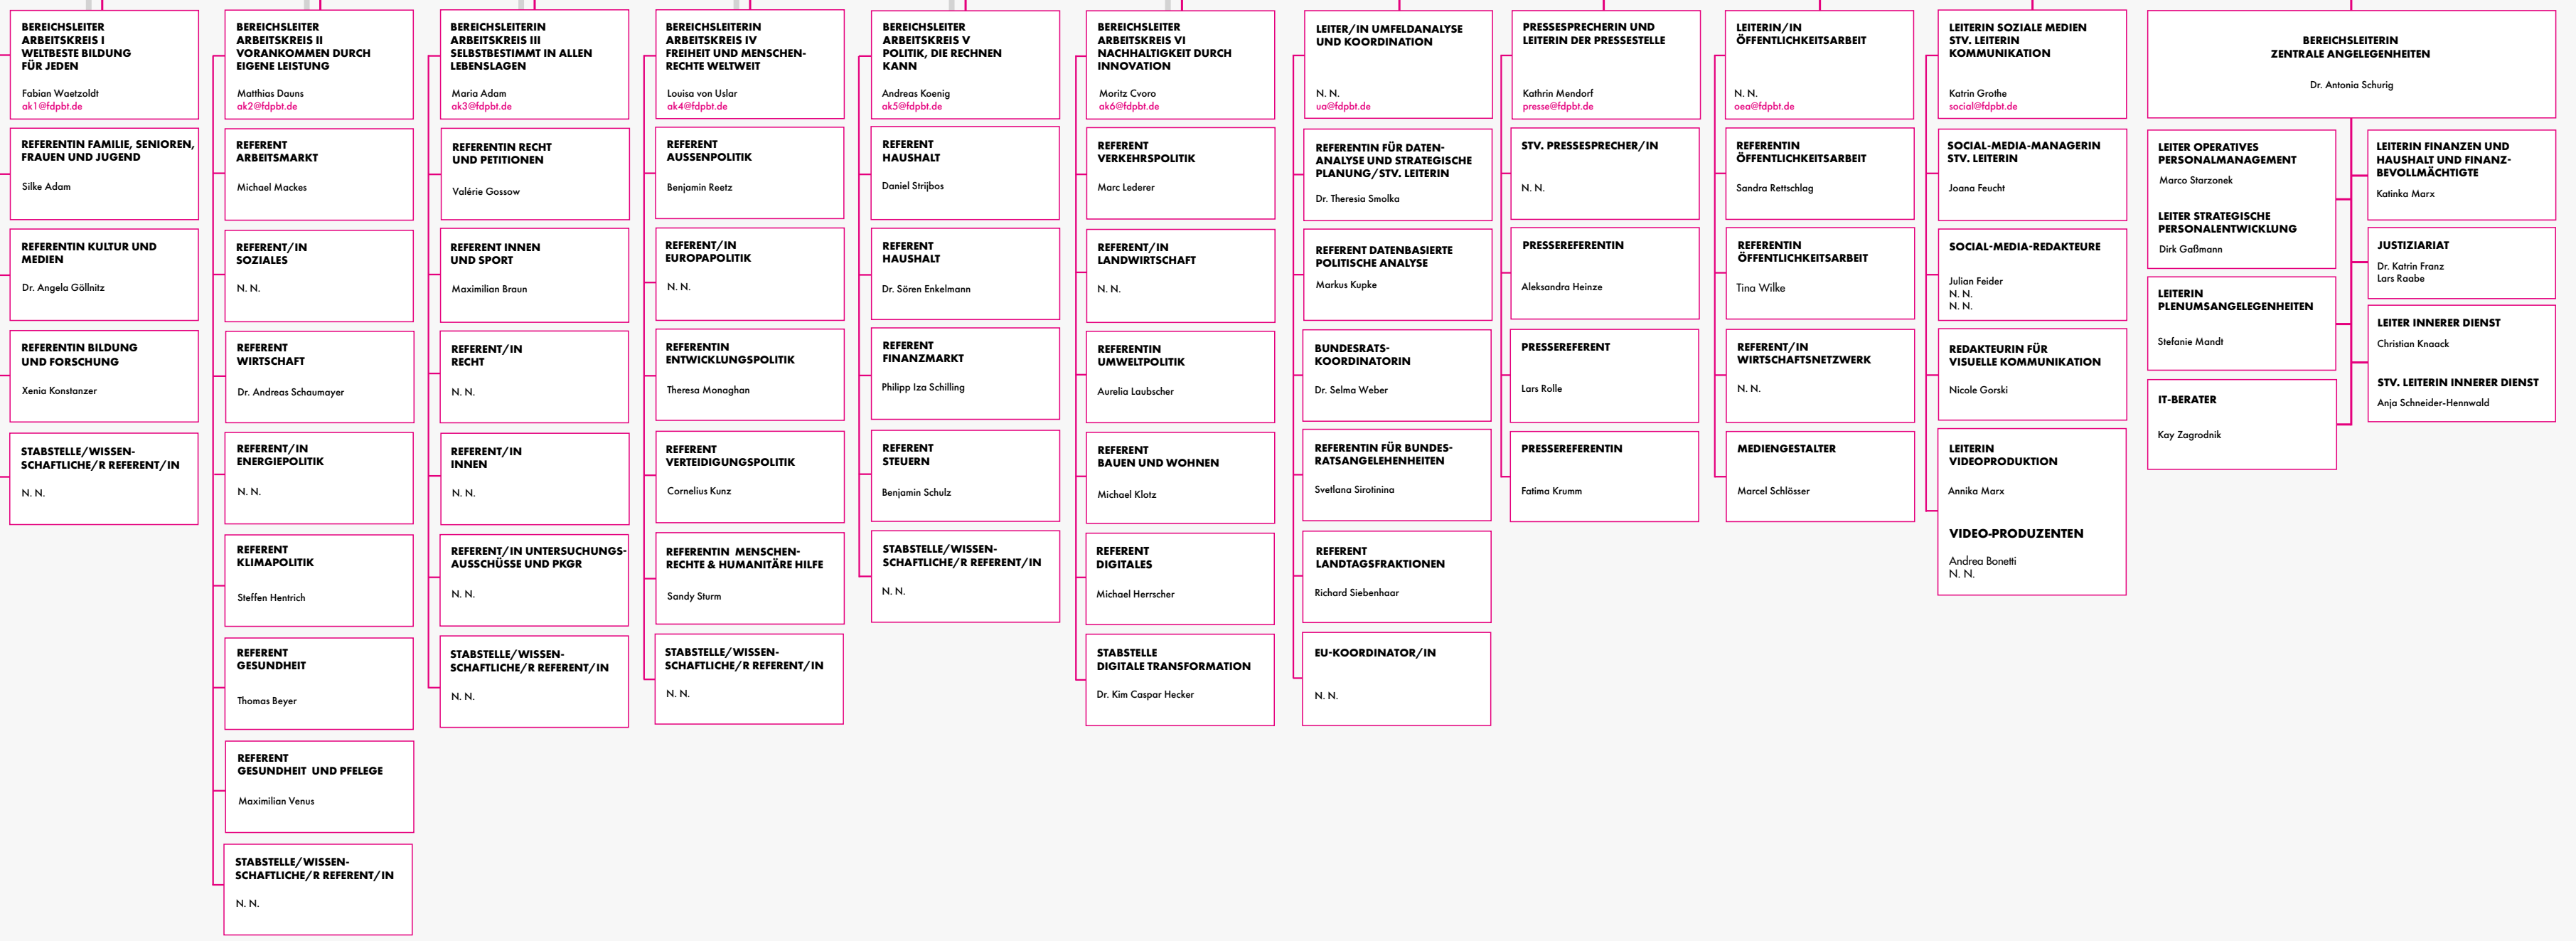 BEREICHSLEITER
ARBEITSKREIS I
WELTBESTE BILDUNG
FÜR JEDEN
Fabian Waetzoldt
ak1@fdpbt.de
REFERENTIN FAMILIE, SENIOREN,
FRAUEN UND JUGEND
Silke Adam
REFERENTIN KULTUR UND
MEDIEN
Dr. Angela Göllnitz
REFERENTIN BILDUNG
UND FORSCHUNG
Xenia Konstanzer
STABSTELLE/WISSEN-
SCHAFTLICHE/R REFERENT/IN
N. N.
BEREICHSLEITER
ARBEITSKREIS II
VORANKOMMEN DURCH
EIGENE LEISTUNG
Matthias Dauns
ak2@fdpbt.de
REFERENT
ARBEITSMARKT
Michael Mackes
REFERENT/IN
SOZIALES
N. N.
REFERENT
WIRTSCHAFT
Dr. Andreas Schaumayer
REFERENT/IN
ENERGIEPOLITIK
N. N.
REFERENT
KLIMAPOLITIK
Steffen Hentrich
REFERENT
GESUNDHEIT
Thomas Beyer
REFERENT
GESUNDHEIT UND PFELEGE
Maximilian Venus
STABSTELLE/WISSEN-
SCHAFTLICHE/R REFERENT/IN
N. N.
BEREICHSLEITERIN
ARBEITSKREIS III
SELBSTBESTIMMT IN ALLEN
LEBENSLAGEN
Maria Adam
ak3@fdpbt.de
REFERENTIN RECHT
UND PETITIONEN
Valérie Gossow
REFERENT INNEN
UND SPORT
Maximilian Braun
REFERENT/IN
RECHT
N. N.
REFERENT/IN
INNEN
N. N.
REFERENT/IN UNTERSUCHUNGS-
AUSSCHÜSSE UND PKGR
N. N.
STABSTELLE/WISSEN-
SCHAFTLICHE/R REFERENT/IN
N. N.
BEREICHSLEITERIN
ARBEITSKREIS IV
FREIHEIT UND MENSCHEN-
RECHTE WELTWEIT
Louisa von Uslar
ak4@fdpbt.de
REFERENT
AUSSENPOLITIK
Benjamin Reetz
REFERENT/IN
EUROPAPOLITIK
N. N.
REFERENTIN
ENTWICKLUNGSPOLITIK
Theresa Monaghan
REFERENT
VERTEIDIGUNGSPOLITIK
Cornelius Kunz
REFERENTIN MENSCHEN-
RECHTE & HUMANITÄRE HILFE
Sandy Sturm
STABSTELLE/WISSEN-
SCHAFTLICHE/R REFERENT/IN
N. N.
BEREICHSLEITER
ARBEITSKREIS V
POLITIK, DIE RECHNEN
KANN
Andreas Koenig
ak5@fdpbt.de
REFERENT
HAUSHALT
Daniel Strijbos
REFERENT
HAUSHALT
Dr. Sören Enkelmann
REFERENT
FINANZMARKT
Philipp Iza Schilling
REFERENT
STEUERN
Benjamin Schulz
STABSTELLE/WISSEN-
SCHAFTLICHE/R REFERENT/IN
N. N.
BEREICHSLEITER
ARBEITSKREIS VI
NACHHALTIGKEIT DURCH
INNOVATION
Moritz Cvoro
ak6@fdpbt.de
REFERENT
VERKEHRSPOLITIK
Marc Lederer
REFERENT/IN
LANDWIRTSCHAFT
N. N.
REFERENTIN
UMWELTPOLITIK
Aurelia Laubscher
REFERENT
BAUEN UND WOHNEN
Michael Klotz
REFERENT
DIGITALES
Michael Herrscher
STABSTELLE
DIGITALE TRANSFORMATION
Dr. Kim Caspar Hecker
LEITER/IN UMFELDANALYSE
UND KOORDINATION
N. N.
ua@fdpbt.de
REFERENTIN FÜR DATEN-
ANALYSE UND STRATEGISCHE
PLANUNG/STV. LEITERIN
Dr. Theresia Smolka
REFERENT DATENBASIERTE
POLITISCHE ANALYSE
Markus Kupke
BUNDESRATS-
KOORDINATORIN
Dr. Selma Weber
REFERENTIN FÜR BUNDES-
RATSANGELEHENHEITEN
Svetlana Sirotinina
REFERENT
LANDTAGSFRAKTIONEN
Richard Siebenhaar
EU-KOORDINATOR/IN
N. N.
PRESSESPRECHERIN UND
LEITERIN DER PRESSESTELLE
Kathrin Mendorf
presse@fdpbt.de
STV. PRESSESPRECHER/IN
N. N.
PRESSEREFERENTIN
Aleksandra Heinze
PRESSEREFERENT
Lars Rolle
PRESSEREFERENTIN
Fatima Krumm
LEITERIN/IN
ÖFFENTLICHKEITSARBEIT
N. N.
oea@fdpbt.de
REFERENTIN
ÖFFENTLICHKEITSARBEIT
Sandra Rettschlag
REFERENTIN
ÖFFENTLICHKEITSARBEIT
Tina Wilke
REFERENT/IN
WIRTSCHAFTSNETZWERK
N. N.
MEDIENGESTALTER
Marcel Schlösser
LEITERIN SOZIALE MEDIEN
STV. LEITERIN
KOMMUNIKATION
Katrin Grothe
social@fdpbt.de
SOCIAL-MEDIA-MANAGERIN
STV. LEITERIN
Joana Feucht
SOCIAL-MEDIA-REDAKTEURE
Julian Feider
N. N.
N. N.
REDAKTEURIN FÜR
VISUELLE KOMMUNIKATION
Nicole Gorski
LEITERIN
VIDEOPRODUKTION
Annika Marx
VIDEO-PRODUZENTEN
Andrea Bonetti
N. N.
BEREICHSLEITERIN
ZENTRALE ANGELEGENHEITEN
Dr. Antonia Schurig
LEITER OPERATIVES
PERSONALMANAGEMENT
Marco Starzonek
LEITER STRATEGISCHE
PERSONALENTWICKLUNG
Dirk Gaßmann
LEITERIN
PLENUMSANGELEGENHEITEN
Stefanie Mandt
IT-BERATER
Kay Zagrodnik
LEITERIN FINANZEN UND
HAUSHALT UND FINANZ-
BEVOLLMÄCHTIGTE
Katinka Marx
JUSTIZIARIAT
Dr. Katrin Franz
Lars Raabe
LEITER INNERER DIENST
Christian Knaack
STV. LEITERIN INNERER DIENST
Anja Schneider-Hennwald